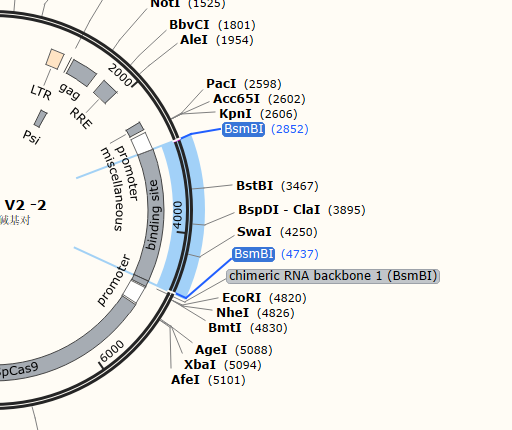 NotI (1525)
BbvCI (1801)
AleI (1954)
2000
LTR
gag
RRE
Psi
PacI (2598)
Acc65I (2602)
KpnI (2606)
BsmBI (2852)
promoter
miscellaneous
binding site
BstBI (3467)
V2 -2
BspDI - ClaI (3895)
4000
碱基对
SwaI (4250)
BsmBI (4737)
promoter
chimeric RNA backbone 1 (BsmBI)
EcoRI (4820)
NheI (4826)
BmtI (4830)
6000
AgeI (5088)
XbaI (5094)
pCas9
AfeI (5101)